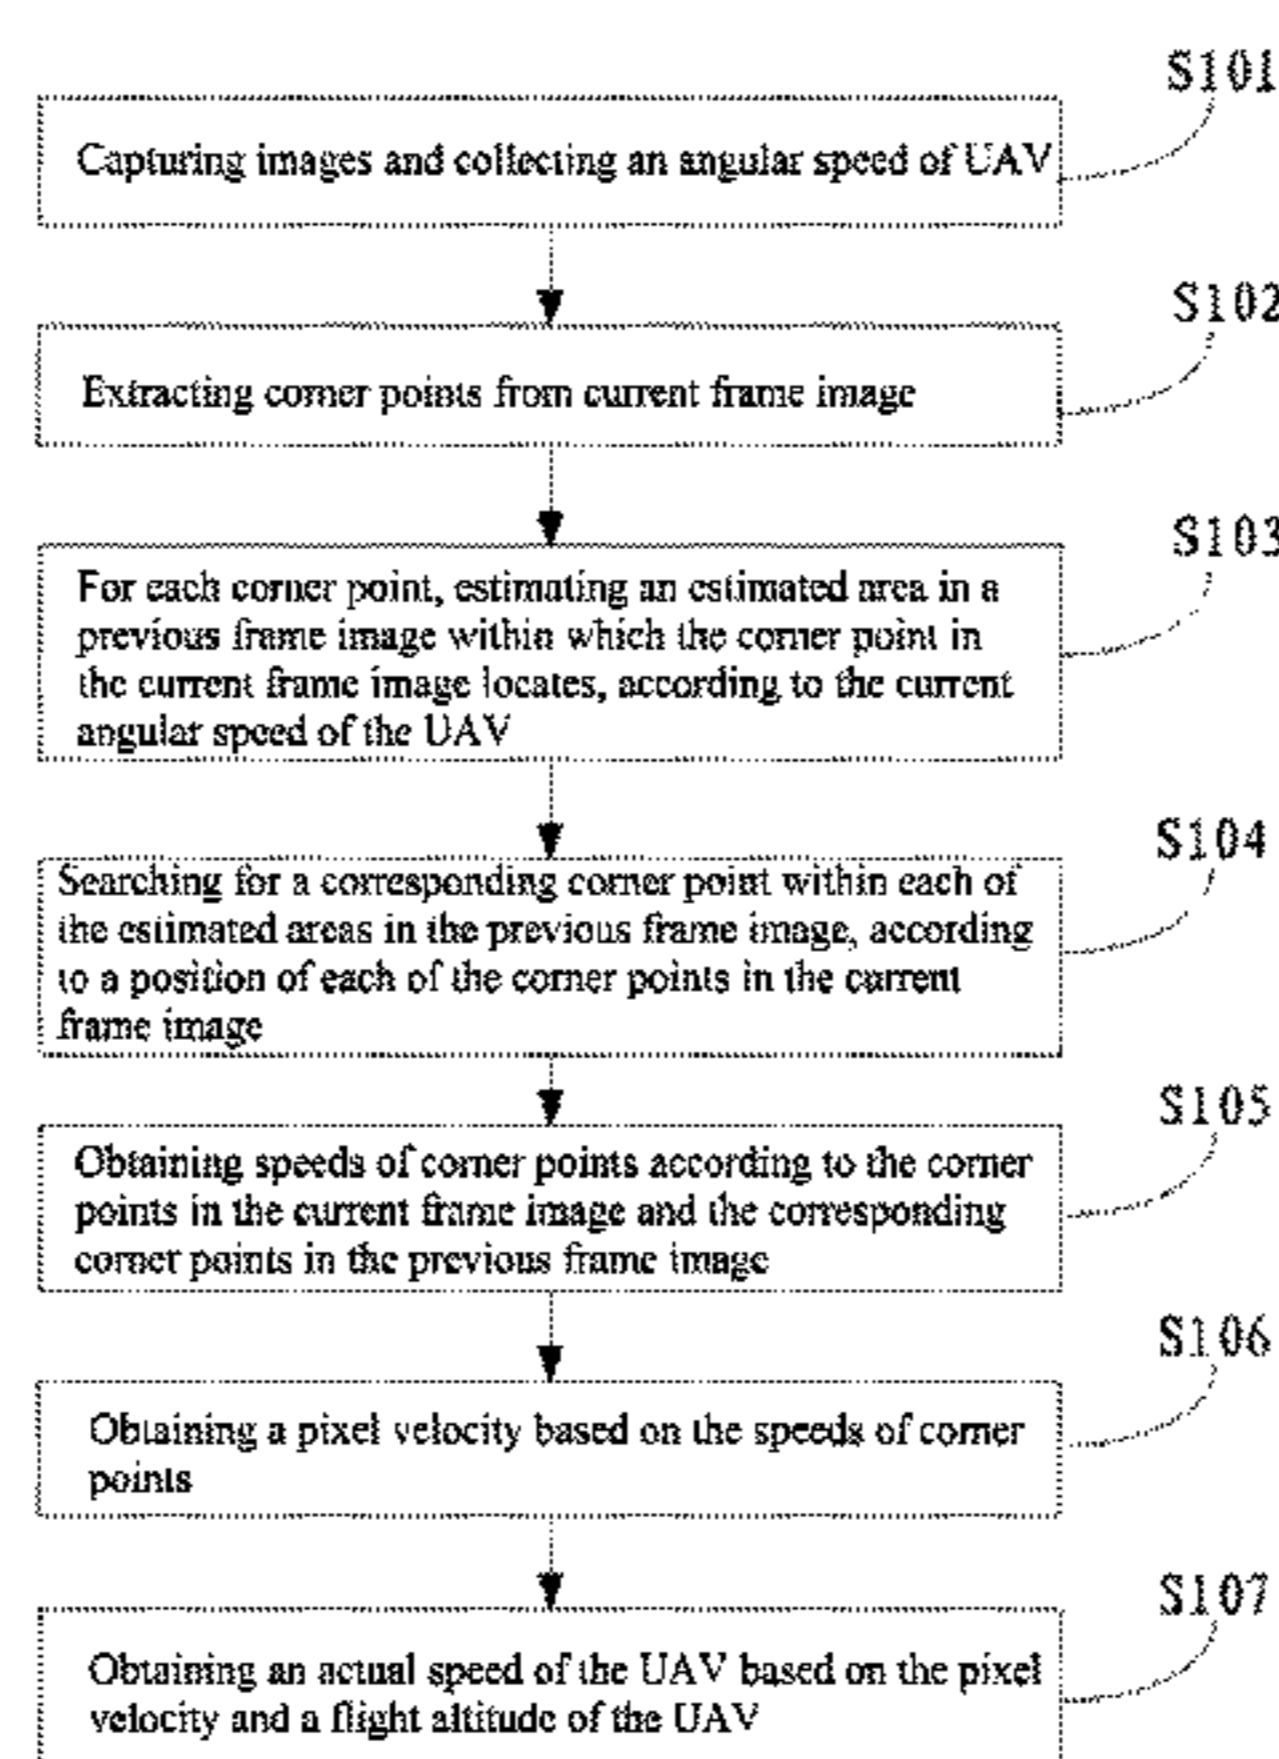 S101
Capturing images and collecting an angular speed of UAV
S102
Extracting corner points from current frame image
S103
For each corner point, estimating an estimated area in a
previous frame image within which the corner point in
the current frame image locates, according to the current
angular speed of the UAV
S104
Searching for a corresponding corner point within each of
the estimated areas in the previous frame image, according
to a position of each of the corner points in the current
frame image
S105
Obtaining speeds of corner points according to the corner
points in the current frame image and the corresponding
corner points in the previous frame image
S106
Obtaining a pixel velocity based on the speeds of corner
points
S107
Obtaining an actual speed of the UAV based on the pixel
velocity and a flight altitude of the UAV